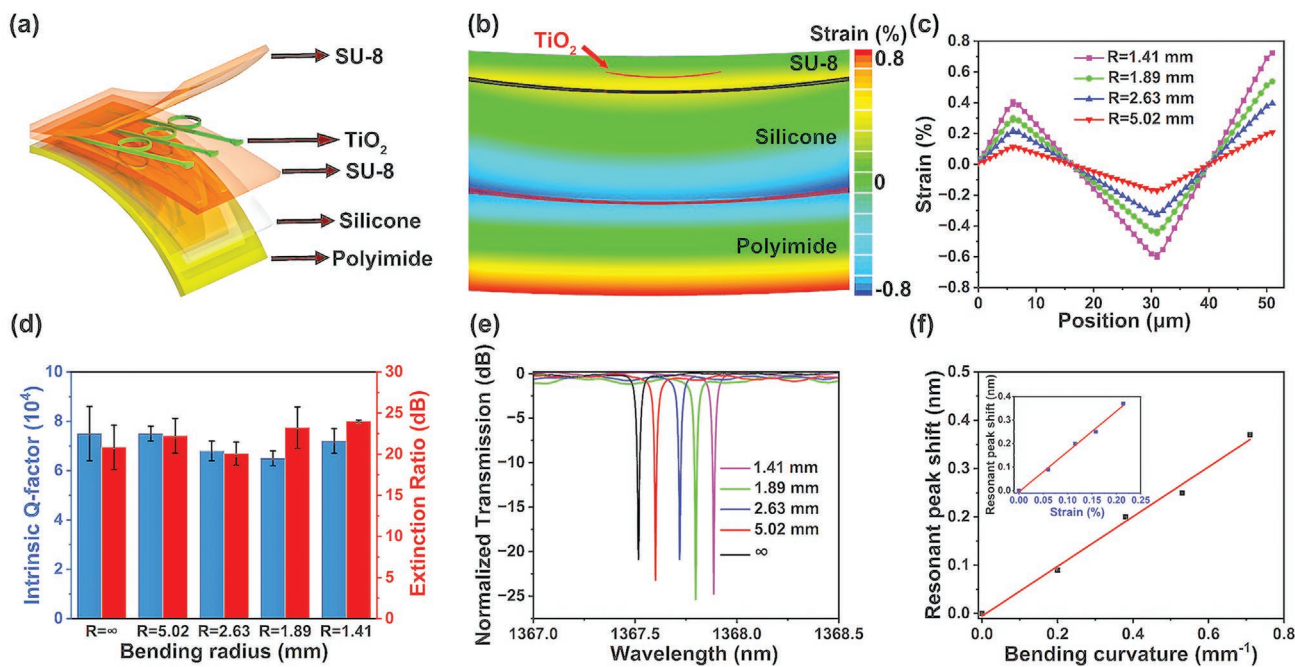 (a)
SU-8
TiO2
SU-8
Silicone
Polyimide
(b)
TiO2
Strain (%)
0.8
SU-8
Silicone
0
Polyimide
-0.8
(c)
R=1.41 mm
R=1.89 mm
R=2.63 mm
R=5.02 mm
Strain (%)
0.8
0.6
0.4
0.2
0.0
−0.2
−0.4
−0.6
−0.8
0 10 20 30 40 50
Position (μm)
(d)
Intrinsic Q-factor (10^4)
10
8
6
4
2
0
Extinction Ratio (dB)
30
25
20
15
10
5
0
R=∞ R=5.02 R=2.63 R=1.89 R=1.41
Bending radius (mm)
(e)
Normalized Transmission (dB)
0
−5
−10
−15
−20
−25
1.41 mm
1.89 mm
2.63 mm
5.02 mm
∞
1367.0 1367.5 1368.0 1368.5
Wavelength (nm)
(f)
Resonant peak shift (nm)
0.5
0.4
0.3
0.2
0.1
0.0
Resonant peak shift (nm)
0.4
0.3
0.2
0.1
0.0
0.00 0.05 0.10 0.15 0.20 0.25
Strain (%)
0.0 0.2 0.4 0.6 0.8
Bending curvature (mm⁻¹)